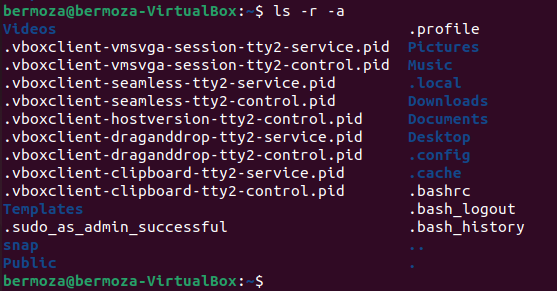 bermoza@bermoza-VirtualBox:~$ ls -r -a
Videos .profile
.vboxclient-vmsvga-session-tty2-service.pid Pictures
.vboxclient-vmsvga-session-tty2-control.pid Music
.vboxclient-seamless-tty2-service.pid .local
.vboxclient-seamless-tty2-control.pid Downloads
.vboxclient-hostversion-tty2-control.pid Documents
.vboxclient-draganddrop-tty2-service.pid Desktop
.vboxclient-draganddrop-tty2-control.pid .config
.vboxclient-clipboard-tty2-service.pid .cache
.vboxclient-clipboard-tty2-control.pid .bashrc
Templates .bash_logout
.sudo_as_admin_successful .bash_history
snap ..
Public .
bermoza@bermoza-VirtualBox:~$